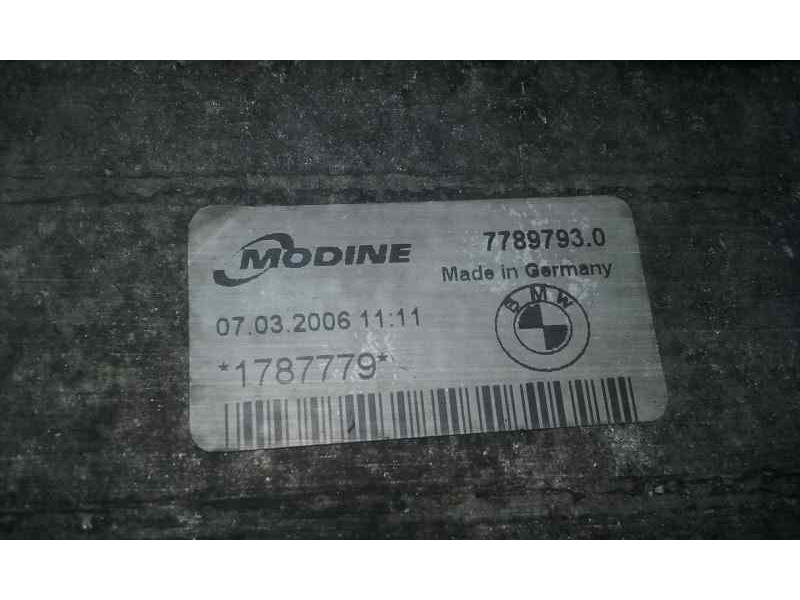 MODINE
7789793.0
Made in Germany
07.03.2006 11:11
BMW
*1787779*